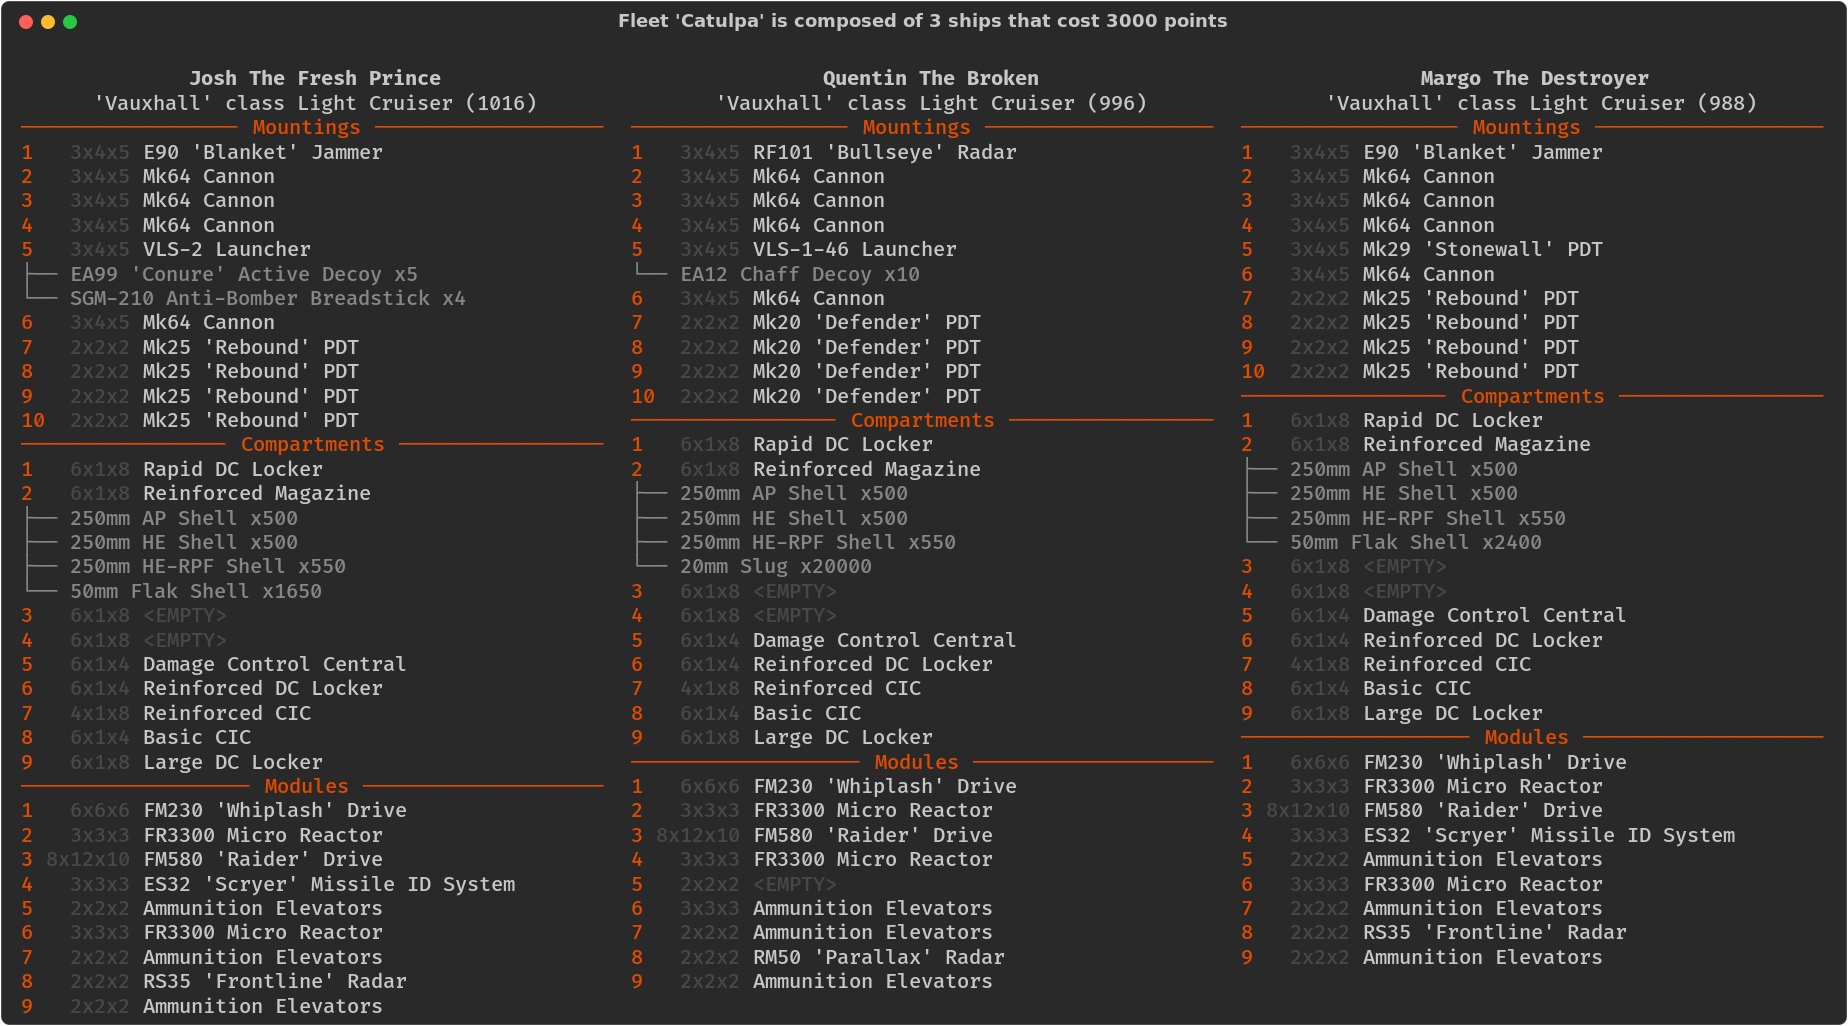 Fleet 'Catulpa' is composed of 3 ships that cost 3000 points
Josh The Fresh Prince
'Vauxhall' class Light Cruiser (1016)
Mountings
1 3x4x5 E90 'Blanket' Jammer
2 3x4x5 Mk64 Cannon
3 3x4x5 Mk64 Cannon
4 3x4x5 Mk64 Cannon
5 3x4x5 VLS-2 Launcher
EA99 'Conure' Active Decoy x5
SGM-210 Anti-Bomber Breadstick x4
6 3x4x5 Mk64 Cannon
7 2x2x2 Mk25 'Rebound' PDT
8 2x2x2 Mk25 'Rebound' PDT
9 2x2x2 Mk25 'Rebound' PDT
10 2x2x2 Mk25 'Rebound' PDT
Compartments
1 6x1x8 Rapid DC Locker
2 6x1x8 Reinforced Magazine
250mm AP Shell x500
250mm HE Shell x500
250mm HE-RPF Shell x550
50mm Flak Shell x1650
3 6x1x8 <EMPTY>
4 6x1x8 <EMPTY>
5 6x1x4 Damage Control Central
6 6x1x4 Reinforced DC Locker
7 4x1x8 Reinforced CIC
8 6x1x4 Basic CIC
9 6x1x8 Large DC Locker
Modules
1 6x6x6 FM230 'Whiplash' Drive
2 3x3x3 FR3300 Micro Reactor
3 8x12x10 FM580 'Raider' Drive
4 3x3x3 ES32 'Scryer' Missile ID System
5 2x2x2 Ammunition Elevators
6 3x3x3 FR3300 Micro Reactor
7 2x2x2 Ammunition Elevators
8 2x2x2 RS35 'Frontline' Radar
9 2x2x2 Ammunition Elevators
Quentin The Broken
'Vauxhall' class Light Cruiser (996)
Mountings
1 3x4x5 RF101 'Bullseye' Radar
2 3x4x5 Mk64 Cannon
3 3x4x5 Mk64 Cannon
4 3x4x5 Mk64 Cannon
5 3x4x5 VLS-1-46 Launcher
EA12 Chaff Decoy x10
6 3x4x5 Mk64 Cannon
7 2x2x2 Mk20 'Defender' PDT
8 2x2x2 Mk20 'Defender' PDT
9 2x2x2 Mk20 'Defender' PDT
10 2x2x2 Mk20 'Defender' PDT
Compartments
1 6x1x8 Rapid DC Locker
2 6x1x8 Reinforced Magazine
250mm AP Shell x500
250mm HE Shell x500
250mm HE-RPF Shell x550
20mm Slug x20000
3 6x1x8 <EMPTY>
4 6x1x8 <EMPTY>
5 6x1x4 Damage Control Central
6 6x1x4 Reinforced DC Locker
7 4x1x8 Reinforced CIC
8 6x1x4 Basic CIC
9 6x1x8 Large DC Locker
Modules
1 6x6x6 FM230 'Whiplash' Drive
2 3x3x3 FR3300 Micro Reactor
3 8x12x10 FM580 'Raider' Drive
4 3x3x3 FR3300 Micro Reactor
5 2x2x2 <EMPTY>
6 3x3x3 Ammunition Elevators
7 2x2x2 Ammunition Elevators
8 2x2x2 RM50 'Parallax' Radar
9 2x2x2 Ammunition Elevators
Margo The Destroyer
'Vauxhall' class Light Cruiser (988)
Mountings
1 3x4x5 E90 'Blanket' Jammer
2 3x4x5 Mk64 Cannon
3 3x4x5 Mk64 Cannon
4 3x4x5 Mk64 Cannon
5 3x4x5 Mk29 'Stonewall' PDT
6 3x4x5 Mk64 Cannon
7 2x2x2 Mk25 'Rebound' PDT
8 2x2x2 Mk25 'Rebound' PDT
9 2x2x2 Mk25 'Rebound' PDT
10 2x2x2 Mk25 'Rebound' PDT
Compartments
1 6x1x8 Rapid DC Locker
2 6x1x8 Reinforced Magazine
250mm AP Shell x500
250mm HE Shell x500
250mm HE-RPF Shell x550
50mm Flak Shell x2400
3 6x1x8 <EMPTY>
4 6x1x8 <EMPTY>
5 6x1x4 Damage Control Central
6 6x1x4 Reinforced DC Locker
7 4x1x8 Reinforced CIC
8 6x1x4 Basic CIC
9 6x1x8 Large DC Locker
Modules
1 6x6x6 FM230 'Whiplash' Drive
2 3x3x3 FR3300 Micro Reactor
3 8x12x10 FM580 'Raider' Drive
4 3x3x3 ES32 'Scryer' Missile ID System
5 2x2x2 Ammunition Elevators
6 3x3x3 FR3300 Micro Reactor
7 2x2x2 Ammunition Elevators
8 2x2x2 RS35 'Frontline' Radar
9 2x2x2 Ammunition Elevators